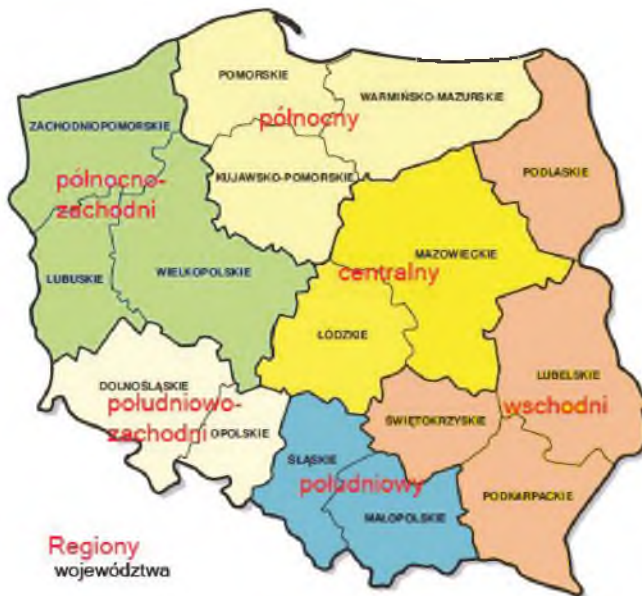 POMORSKIE
WARMIŃSKO-MAZURSKIE
północny
ZACHODNIOPOMORSKIE
KUJAWSKO-POMORSKIE
PODLASKIE
północno-
zachodni
LUBUSKIE
WIELKOPOLSKIE
MAZOWIECKIE
centralny
ŁÓDZKIE
DOLNOŚLĄSKIE
południowo-
zachodni
OPOLSKIE
LUBELSKIE
wschodni
ŚWIĘTOKRZYSKIE
ŚLĄSKIE
południowy
MAŁOPOLSKIE
PODKARPACKIE
Regiony
województwa